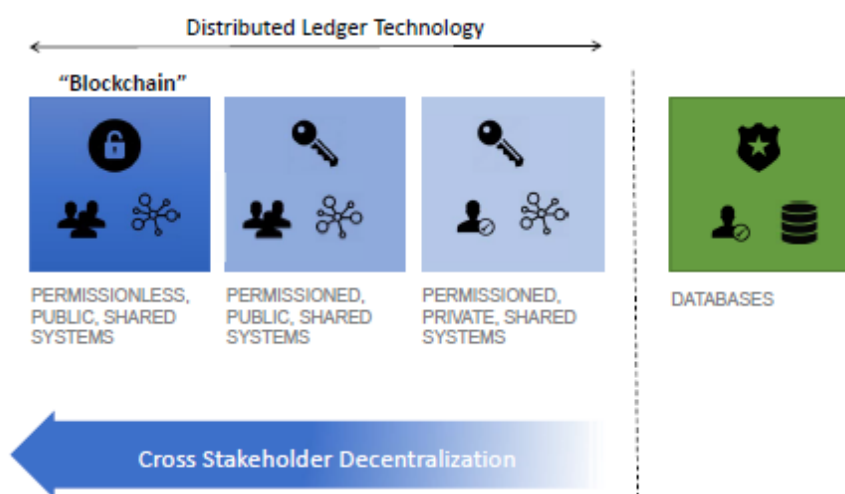 Distributed Ledger Technology
“Blockchain”
PERMISSIONLESS,
PUBLIC, SHARED
SYSTEMS
PERMISSIONED,
PUBLIC, SHARED
SYSTEMS
PERMISSIONED,
PRIVATE, SHARED
SYSTEMS
DATABASES
Cross Stakeholder Decentralization